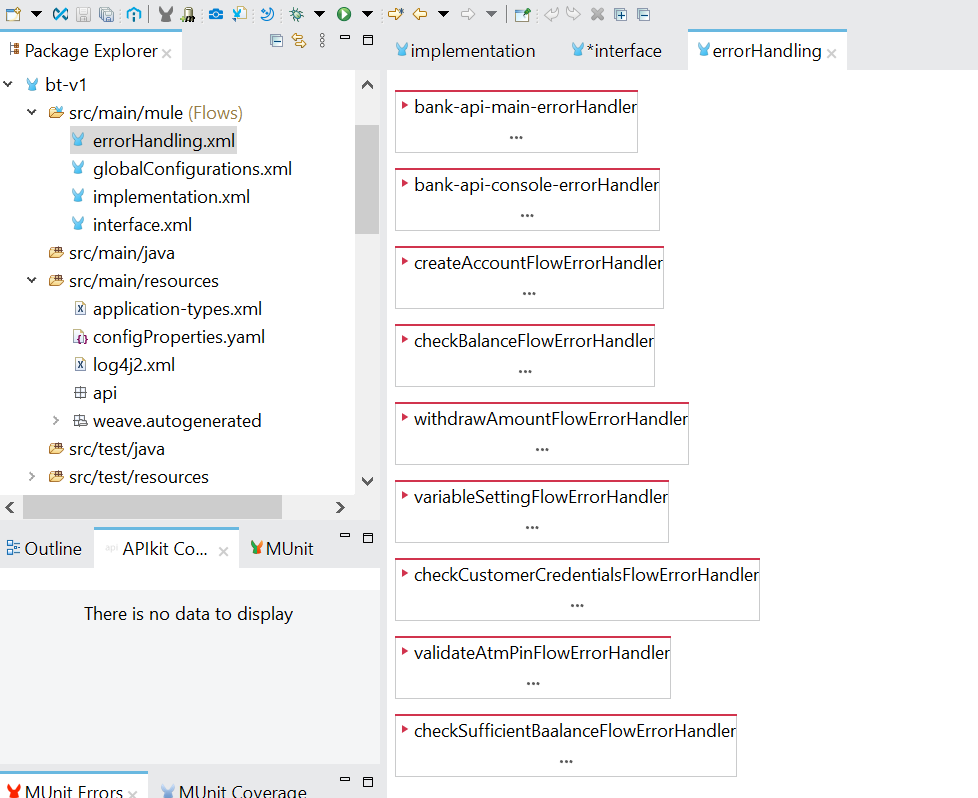 Package Explorer
bt-v1
src/main/mule (Flows)
errorHandling.xml
globalConfigurations.xml
implementation.xml
interface.xml
src/main/java
src/main/resources
application-types.xml
configProperties.yaml
log4j2.xml
api
weave.autogenerated
src/test/java
src/test/resources
Outline
api APIkit Co...
MUnit
There is no data to display
MUnit Errors
MUnit Coverage
implementation
*interface
errorHandling
bank-api-main-errorHandler
...
bank-api-console-errorHandler
...
createAccountFlowErrorHandler
...
checkBalanceFlowErrorHandler
...
withdrawAmountFlowErrorHandler
...
variableSettingFlowErrorHandler
...
checkCustomerCredentialsFlowErrorHandler
...
validateAtmPinFlowErrorHandler
...
checkSufficientBaalanceFlowErrorHandler
...